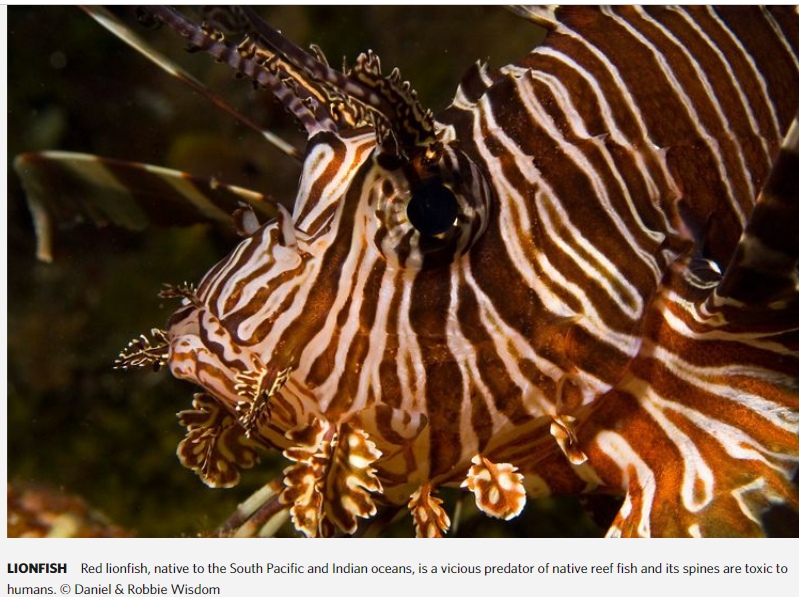 LIONFISH Red lionfish, native to the South Pacific and Indian oceans, is a vicious predator of native reef fish and its spines are toxic to
humans. © Daniel & Robbie Wisdom